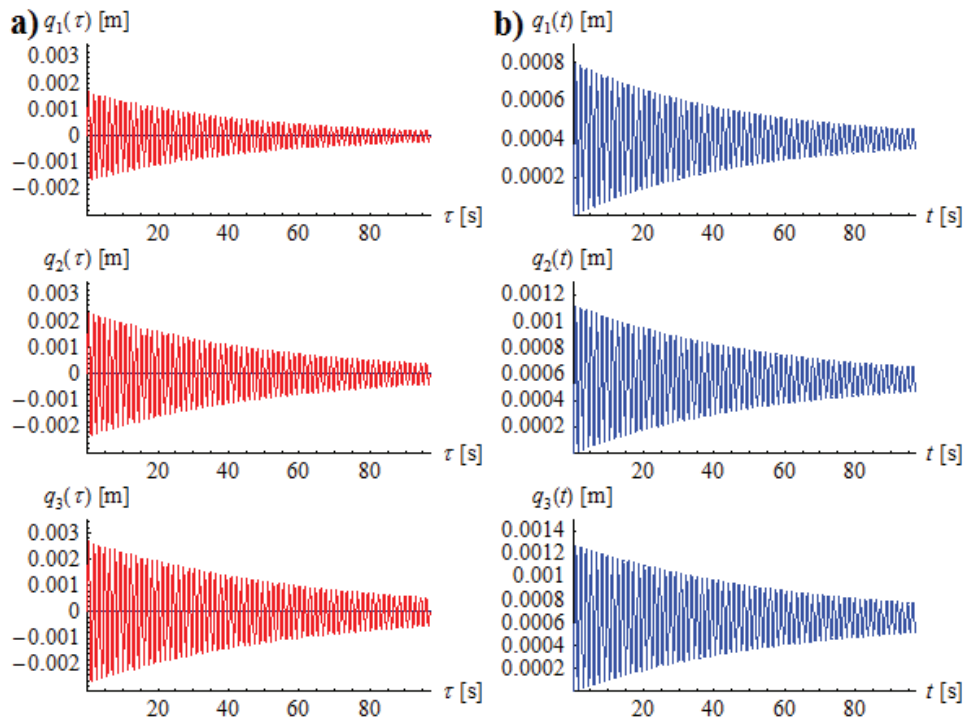 a) q₁(τ) [m]
0.003
0.002
0.001
0
−0.001
−0.002
20 40 60 80 τ [s]
q₂(τ) [m]
0.003
0.002
0.001
0
−0.001
−0.002
20 40 60 80 τ [s]
q₃(τ) [m]
0.003
0.002
0.001
0
−0.001
−0.002
20 40 60 80 τ [s]
b) q₁(t) [m]
0.0008
0.0006
0.0004
0.0002
20 40 60 80 t [s]
q₂(t) [m]
0.0012
0.001
0.0008
0.0006
0.0004
0.0002
20 40 60 80 t [s]
q₃(t) [m]
0.0014
0.0012
0.001
0.0008
0.0006
0.0004
0.0002
20 40 60 80 t [s]